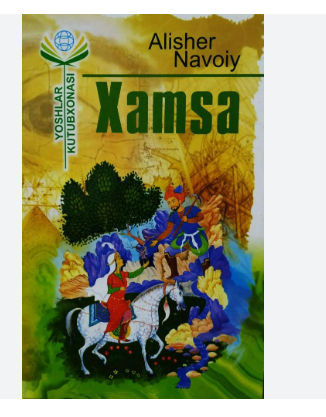 Alisher
Navoiy
Xamsa
YOSHLAR
KUTUBXONASI